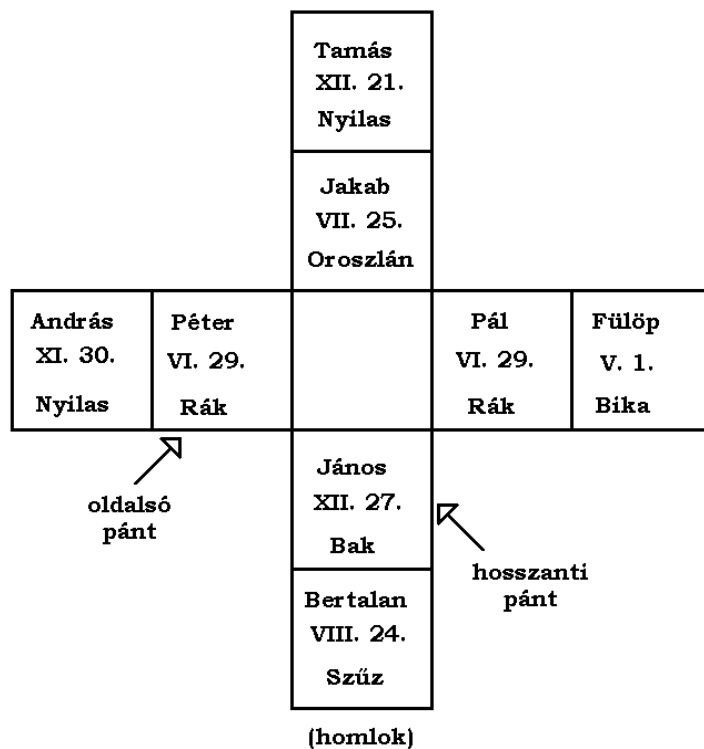 Tamás
XII. 21.
Nyilas
Jakab
VII. 25.
Oroszlán
András
XI. 30.
Nyilas
Péter
VI. 29.
Rák
Pál
VI. 29.
Rák
Fülöp
V. 1.
Bika
oldalsó
pánt
János
XII. 27.
Bak
hosszanti
pánt
Bertalan
VIII. 24.
Szűz
(homlok)